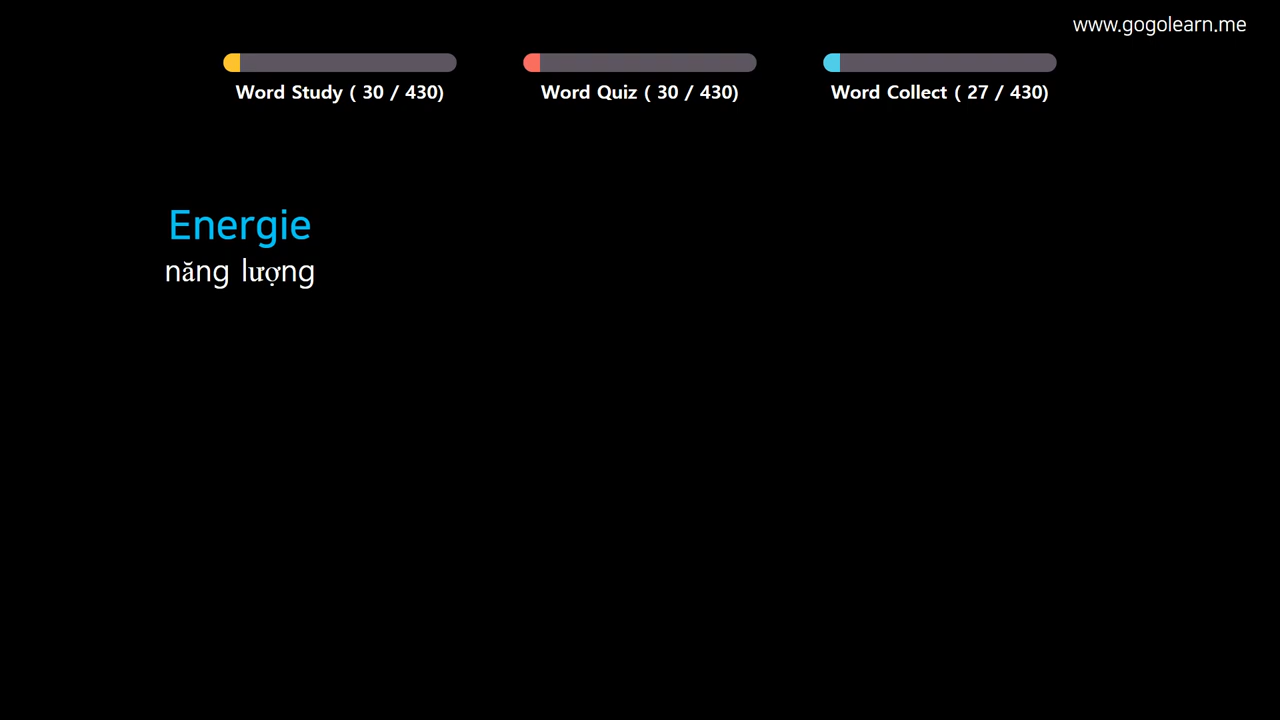 www.gogolearn.me
Word Study ( 30 / 430)
Word Quiz ( 30 / 430)
Word Collect ( 27 / 430)
Energie
năng lượng